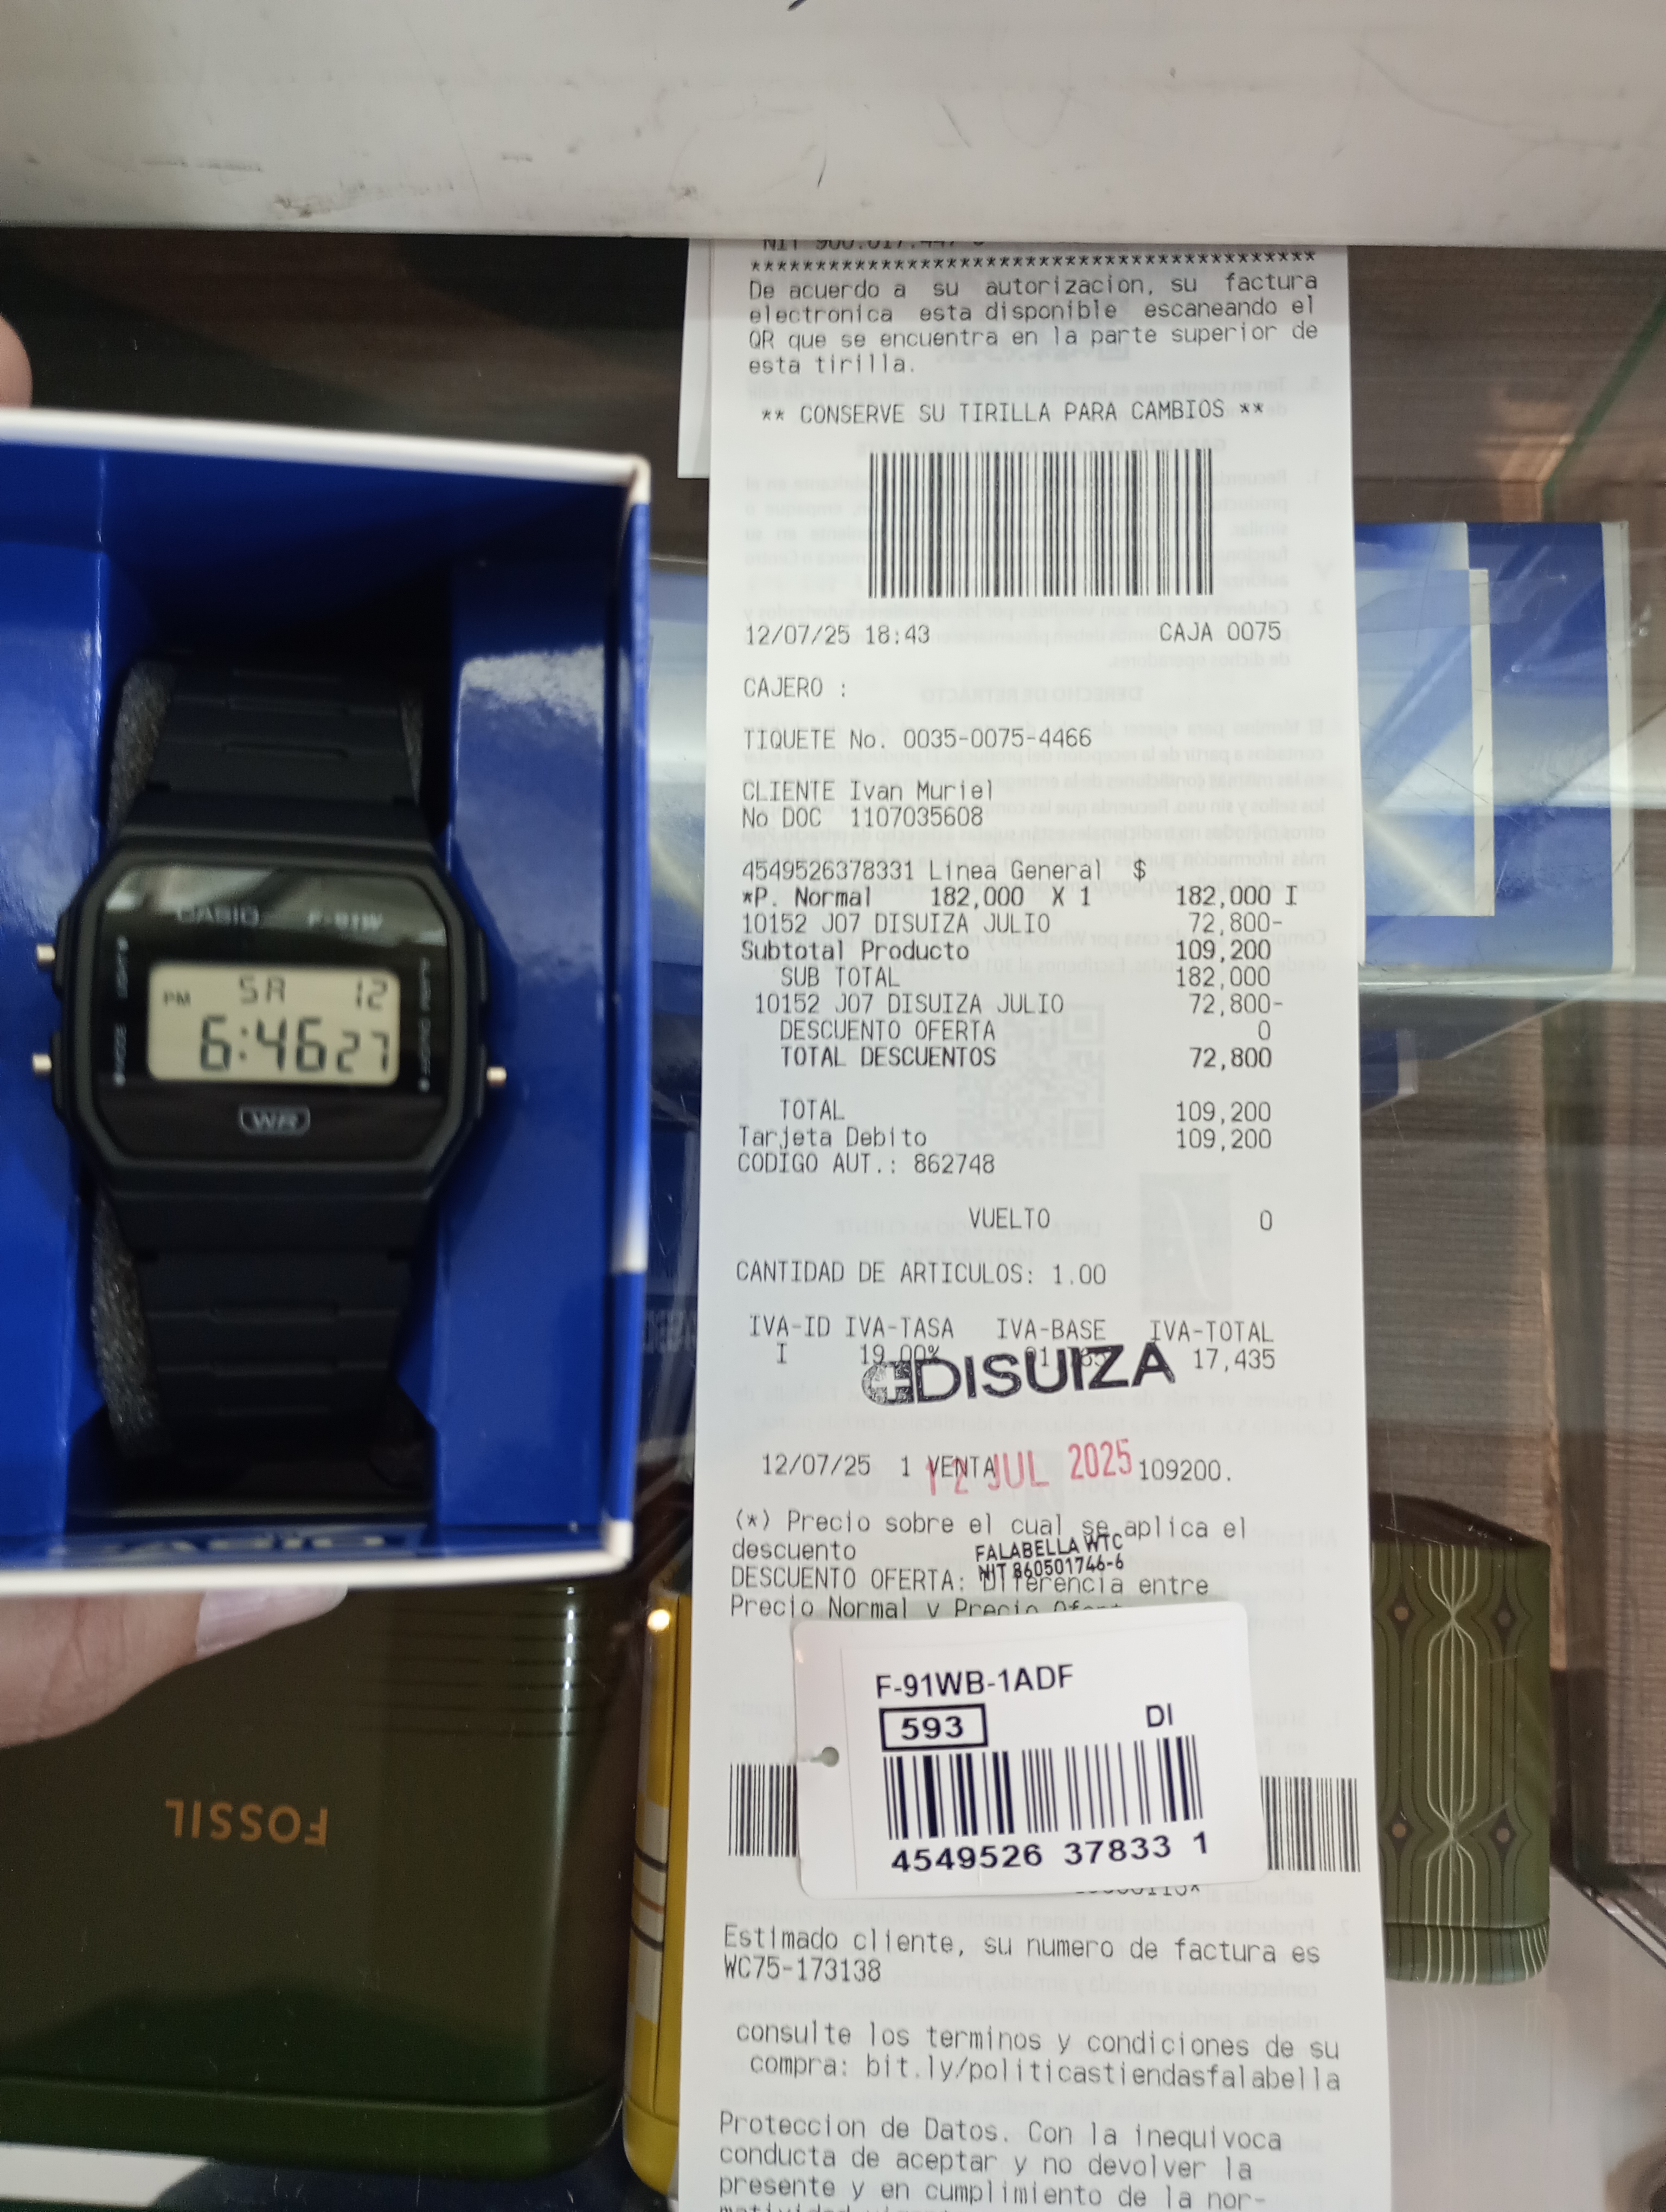 ******************************************
De acuerdo a su autorizacion, su factura
electronica esta disponible escaneando el
QR que se encuentra en la parte superior de
esta tirilla.
** CONSERVE SU TIRILLA PARA CAMBIOS **
12/07/25 18:43 CAJA 0075
CAJERO :
TIQUETE No. 0035-0075-4466
CLIENTE Ivan Muriel
No DOC 1107035608
4549526378331 Linea General $
*P. Normal 182,000 X 1 182,000 I
10152 J07 DISUIZA JULIO 72,800-
Subtotal Producto 109,200
SUB TOTAL 182,000
10152 J07 DISUIZA JULIO 72,800-
DESCUENTO OFERTA 0
TOTAL DESCUENTOS 72,800
TOTAL 109,200
Tarjeta Debito 109,200
CODIGO AUT.: 862748
VUELTO 0
CANTIDAD DE ARTICULOS: 1.00
IVA-ID IVA-TASA IVA-BASE IVA-TOTAL
I 19.00% 17,435
DISUIZA
12/07/25 1 VENTA 109200.
12 JUL 2025
(*) Precio sobre el cual se aplica el
descuento
FALABELLA WTC
NIT 860501746-6
DESCUENTO OFERTA: Diferencia entre
Precio Normal y Precio
F-91WB-1ADF
593 DI
4549526 37833 1
Estimado cliente, su numero de factura es
WC75-173138
consulte los terminos y condiciones de su
compra: bit.ly/politicastiendasfalabella
Proteccion de Datos. Con la inequivoca
conducta de aceptar y no devolver la
presente y en cumplimiento de la nor-
CASIO F-91W
PM SA 12
6:46 27
WR
CASIO
FOSSIL